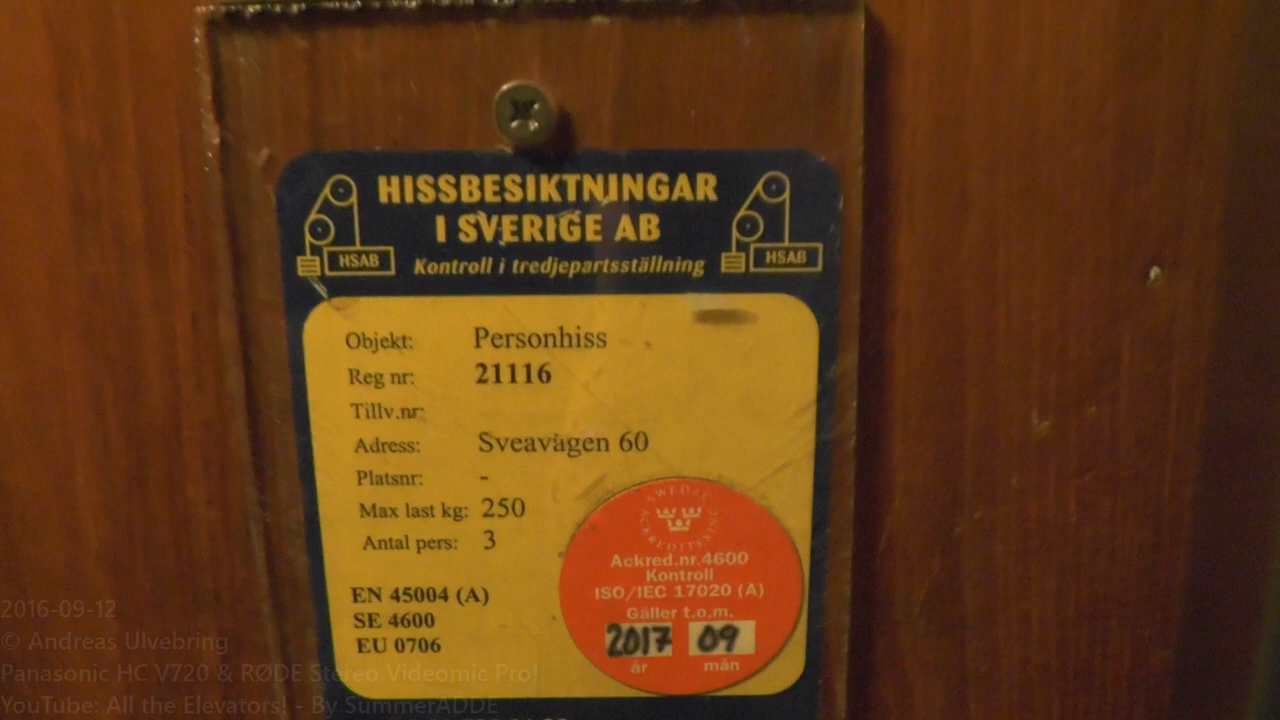 HISSBESIKTNINGAR
I SVERIGE AB
HSAB
HSAB
Kontroll i tredjepartsställning
Objekt: Personhiss
Reg nr: 21116
Tillv.nr:
Adress: Sveavägen 60
Platsnr: -
Max last kg: 250
Antal pers: 3
EN 45004 (A)
SE 4600
EU 0706
SWEDAC
ACKREDITERING
Ackred.nr.4600
Kontroll
ISO/IEC 17020 (A)
Gäller t.o.m.
2017 09
år mån
2016-09-12
© Andreas Ulvebring
Panasonic HC V720 & RØDE Stereo Videomic Pro!
YouTube: All the Elevators! - By SummerADDE